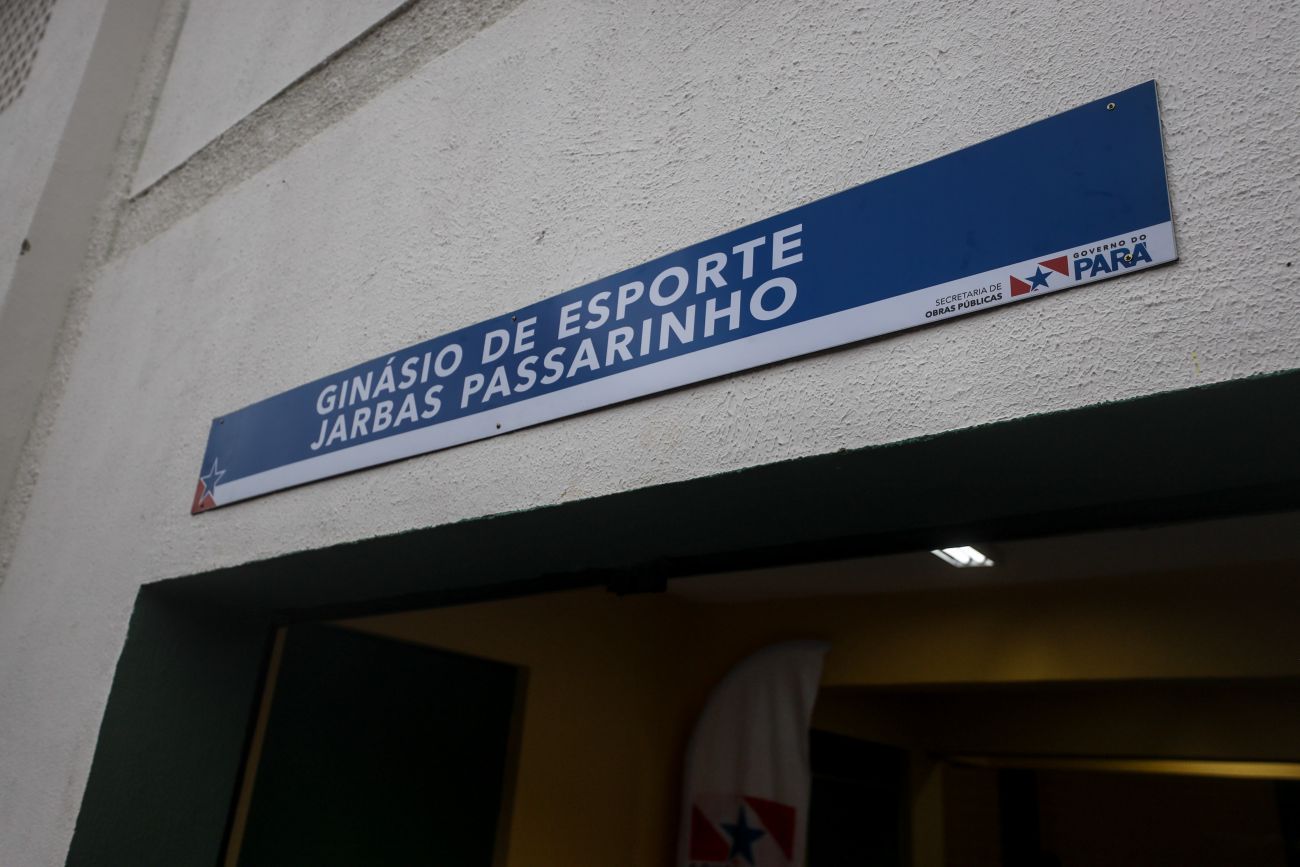 GINÁSIO DE ESPORTE
JARBAS PASSARINHO
SECRETARIA DE
OBRAS PÚBLICAS
GOVERNO DO
PARÁ